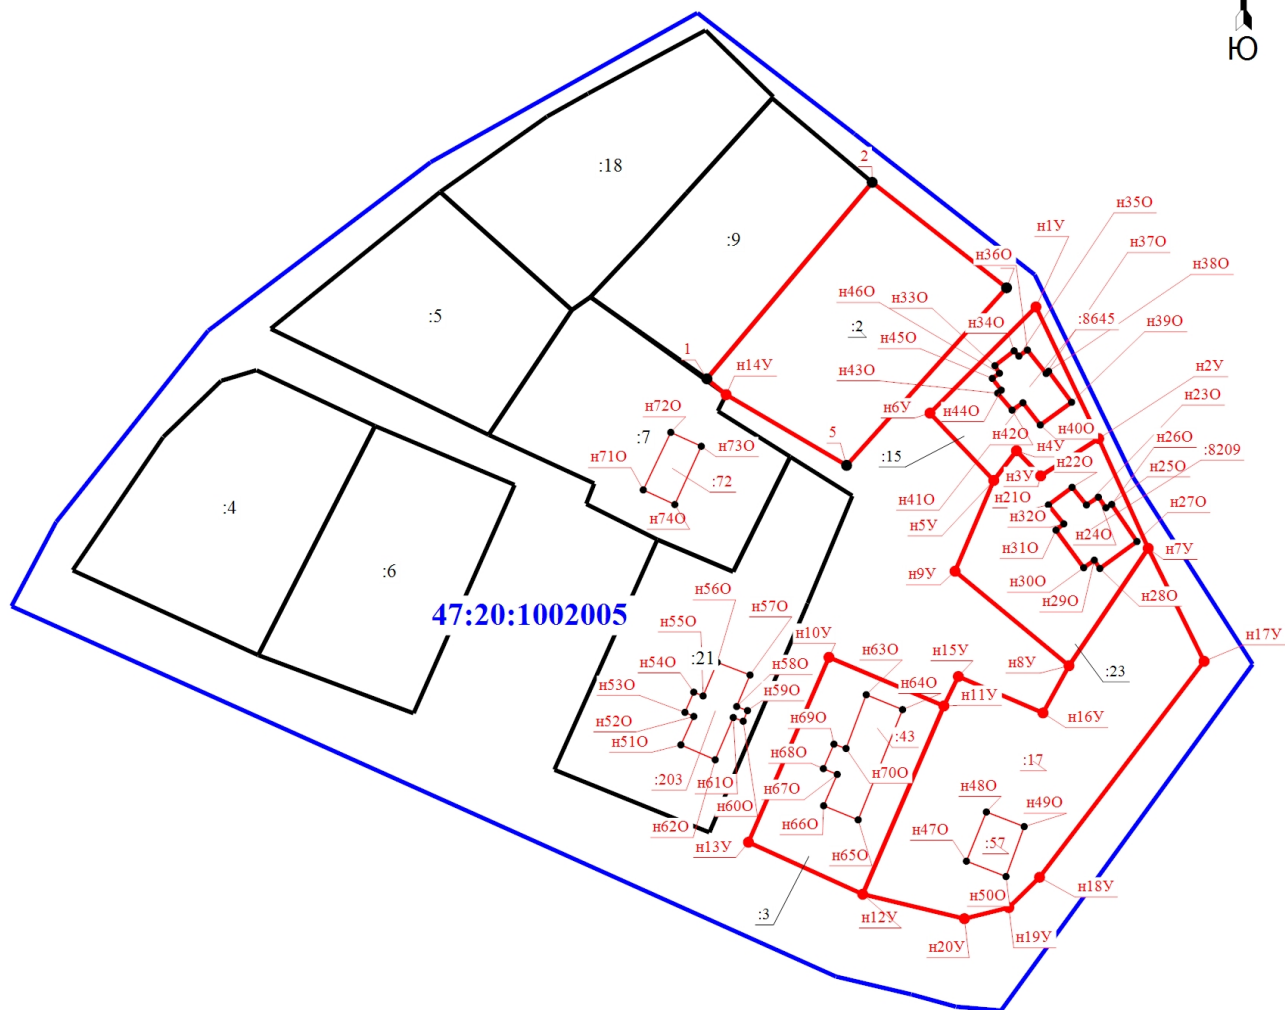 Ю
2
:18
н35О
н1У
:9
н37О
н36О
н38О
н46О
н33О
:5
:8645
н39О
н34О
:2
н45О
1
н2У
н14У
н43О
н23О
н6У
н44О
н72О
н40О
н26О
н42О
:7
н4У
н73О
:8209
5
:15
н22О
н25О
н71О
н3У
:72
н27О
н41О
н21О
:4
н74О
н32О
н5У
н24О
н31О
н7У
:6
н9У
н30О
н56О
н29О
н28О
47:20:1002005
н57О
н55О
н10У
н63О
н17У
:21
н15У
н58О
н8У
н54О
:23
н64О
н59О
н53О
н11У
н69О
н16У
н52О
:43
н51О
н68О
:17
н70О
:203
н61О
н67О
н48О
н60О
н49О
н62О
н66О
н47О
н13У
:57
н65О
н18У
н50О
:3
н12У
н19У
н20У